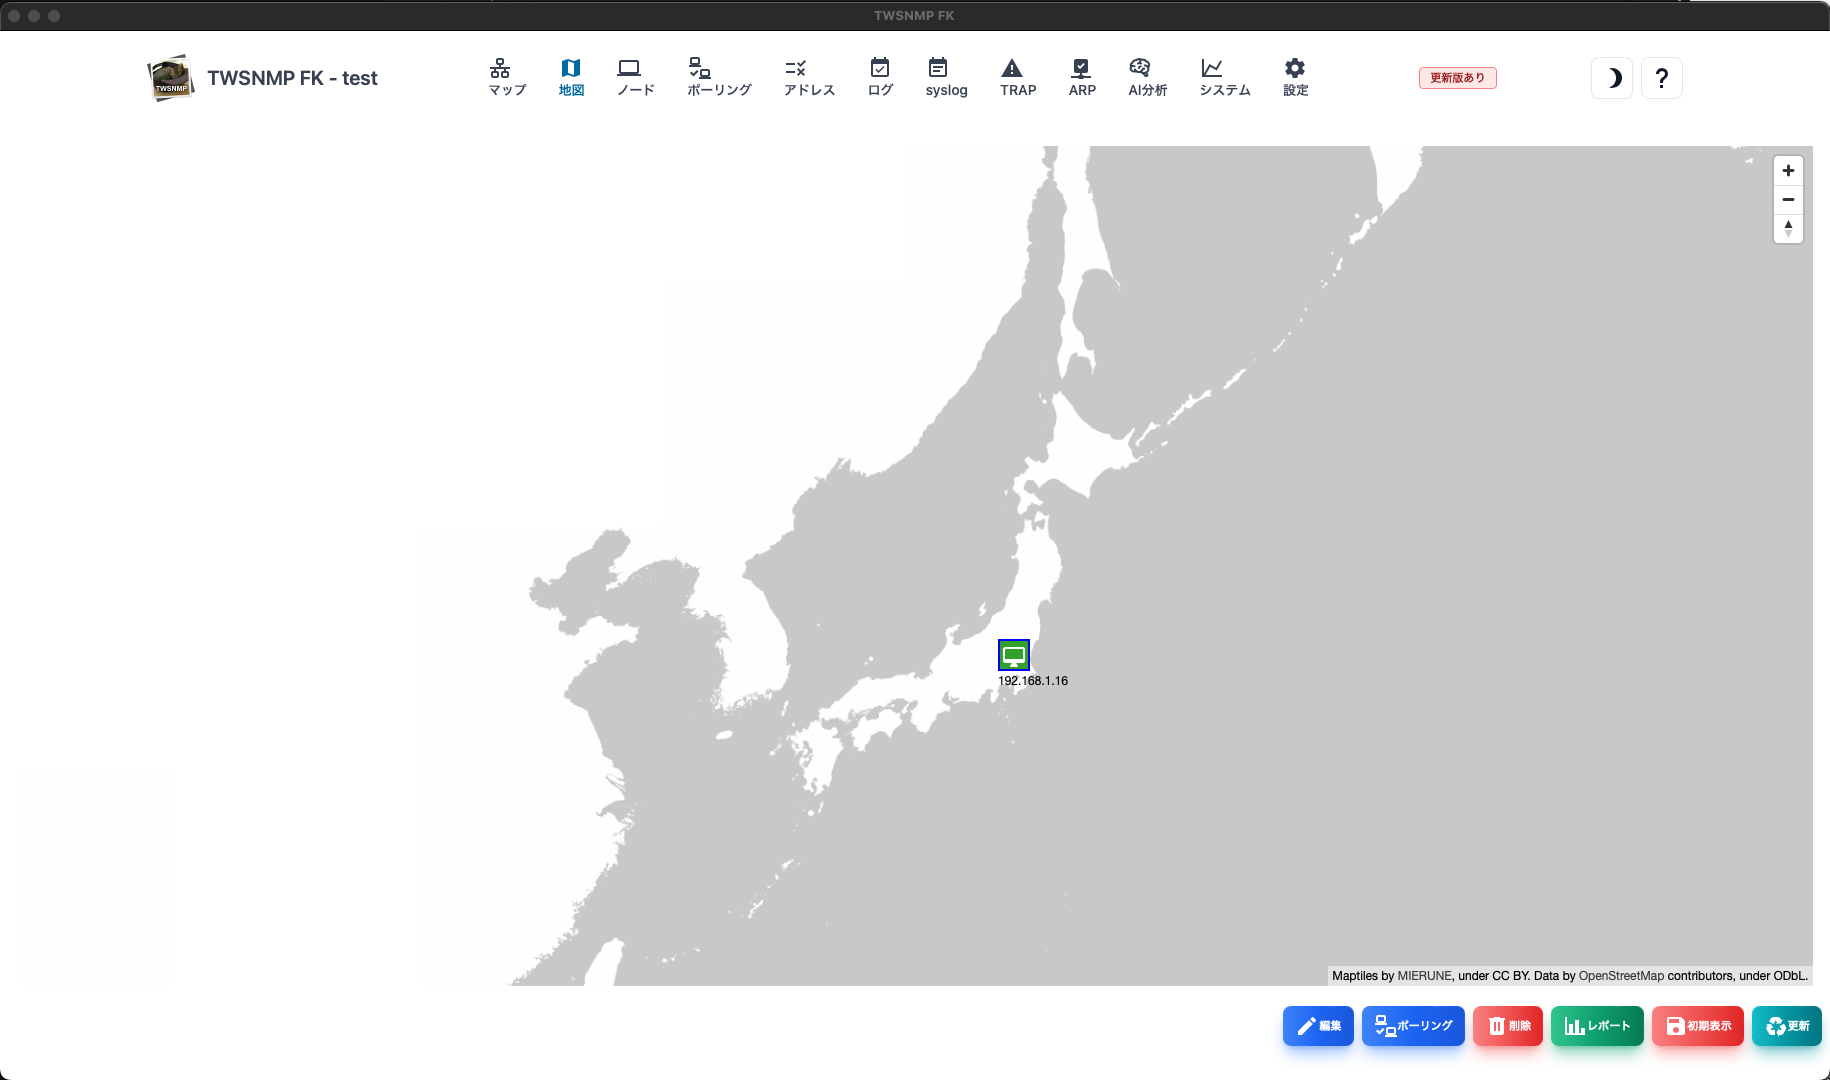 TWSNMP FK
TWSNMP
TWSNMP FK - test
マップ
地図
ノード
ポーリング
アドレス
ログ
syslog
TRAP
ARP
AI分析
システム
設定
更新版あり
?
192.168.1.16
Maptiles by MIERUNE, under CC BY. Data by OpenStreetMap contributors, under ODbL.
編集
ポーリング
削除
レポート
初期表示
更新